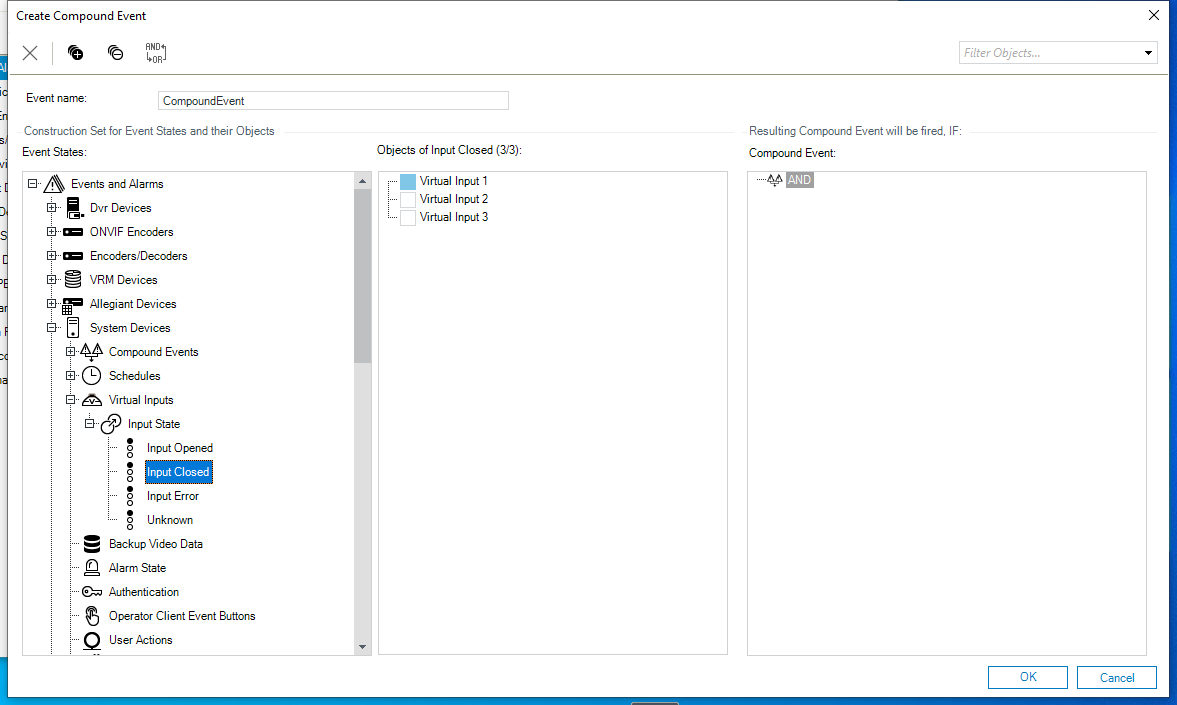 Create Compound Event
AND
OR
Filter Objects...
Event name:
CompoundEvent
Construction Set for Event States and their Objects
Resulting Compound Event will be fired, IF:
Event States:
Objects of Input Closed (3/3):
Compound Event:
Events and Alarms
Dvr Devices
ONVIF Encoders
Encoders/Decoders
VRM Devices
Allegiant Devices
System Devices
Compound Events
Schedules
Virtual Inputs
Input State
Input Opened
Input Closed
Input Error
Unknown
Backup Video Data
Alarm State
Authentication
Operator Client Event Buttons
User Actions
Virtual Input 1
Virtual Input 2
Virtual Input 3
AND
OK
Cancel